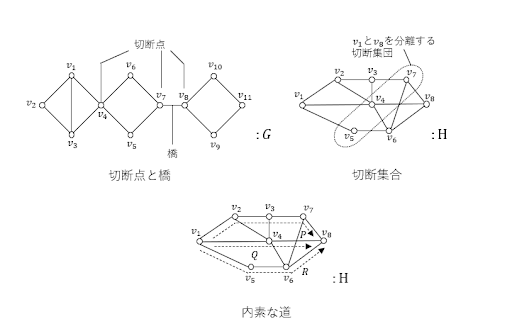 切断点
v₁ v₆ v₁₀
v₂ v₄ v₇ v₈ v₁₁
v₃ v₅ v₉
: G
橋
切断点と橋
v₁とv₈を分離する
切断集団
v₂ v₃ v₇
v₁ v₄ v₈
v₅ v₆
: H
切断集合
v₂ v₃ v₇
v₁ v₄ P v₈
Q
v₅ v₆ R
: H
内素な道